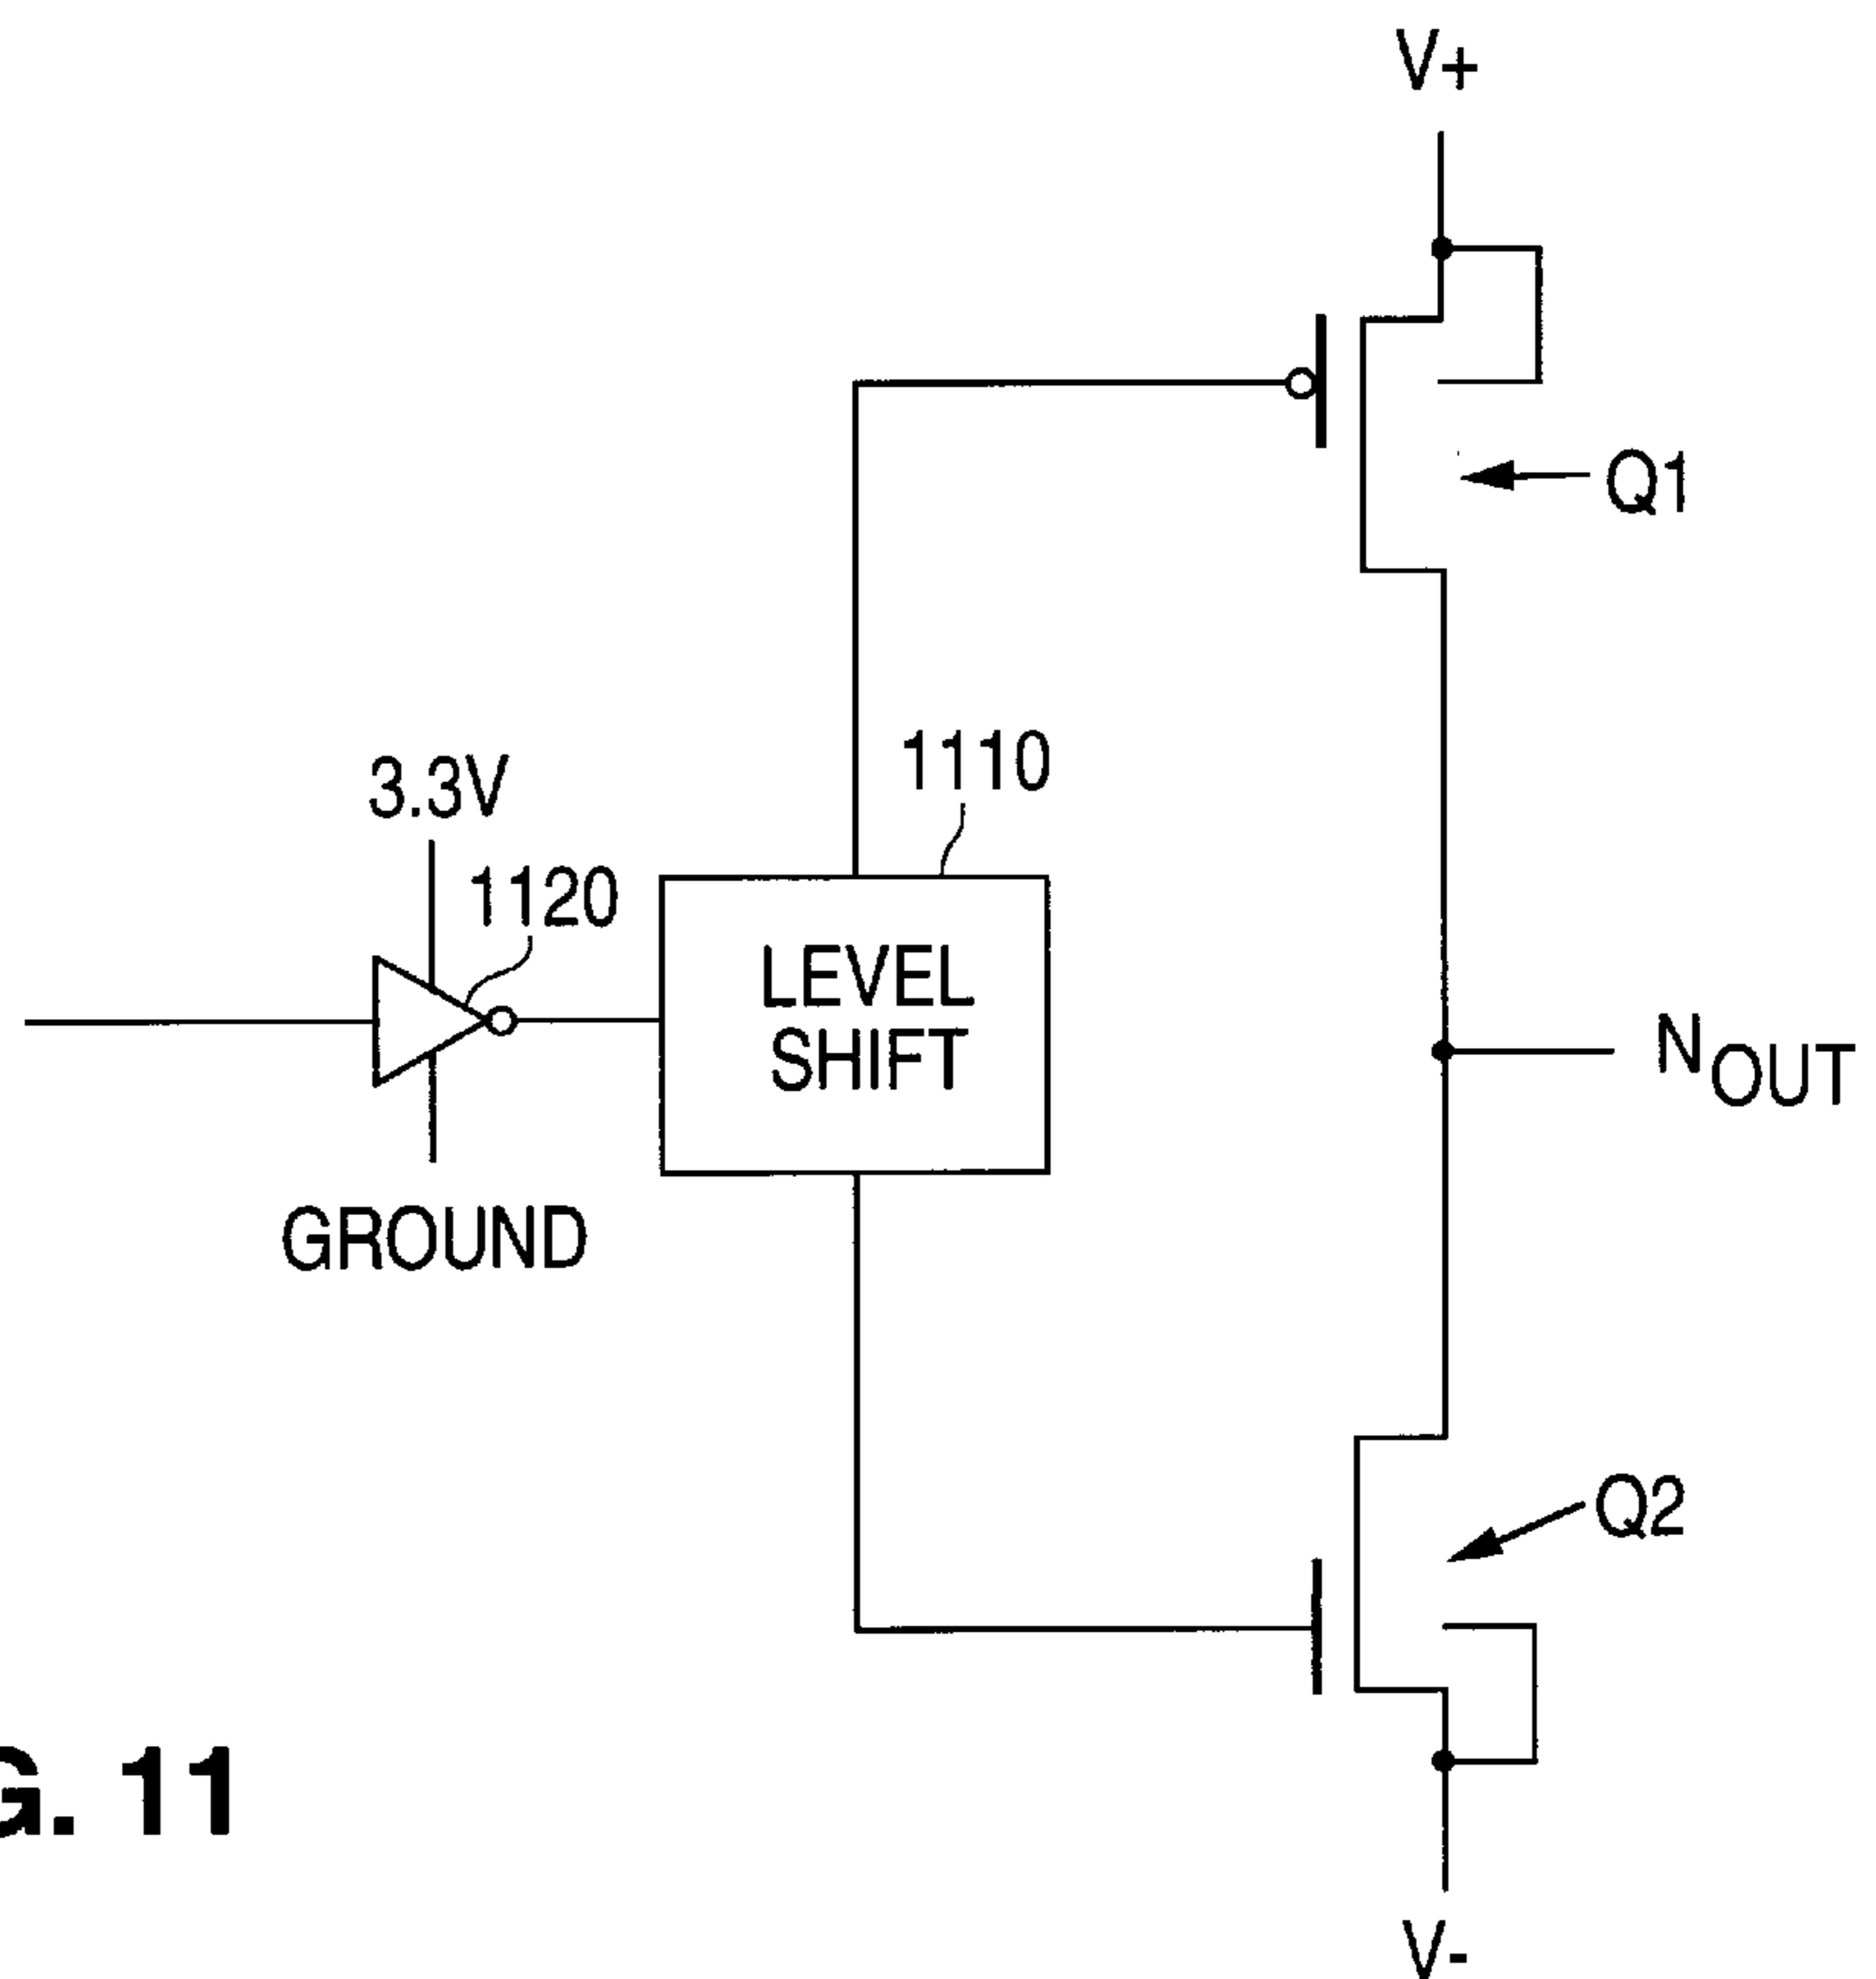 V+
Q1
1110
3.3V
1120
LEVEL
SHIFT
NOUT
GROUND
Q2
G. 11
V-